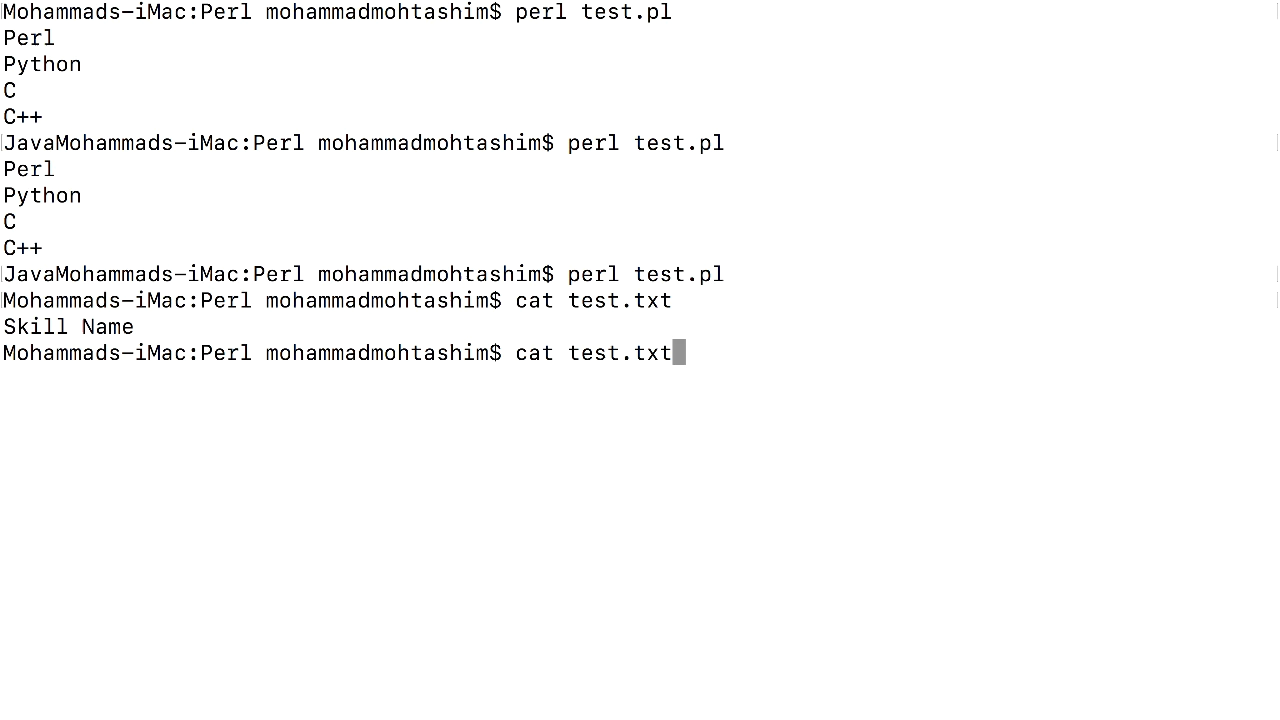 Mohammads-iMac:Perl mohammadmohtashim$ perl test.pl
Perl
Python
C
C++
JavaMohammads-iMac:Perl mohammadmohtashim$ perl test.pl
Perl
Python
C
C++
JavaMohammads-iMac:Perl mohammadmohtashim$ perl test.pl
Mohammads-iMac:Perl mohammadmohtashim$ cat test.txt
Skill Name
Mohammads-iMac:Perl mohammadmohtashim$ cat test.txt